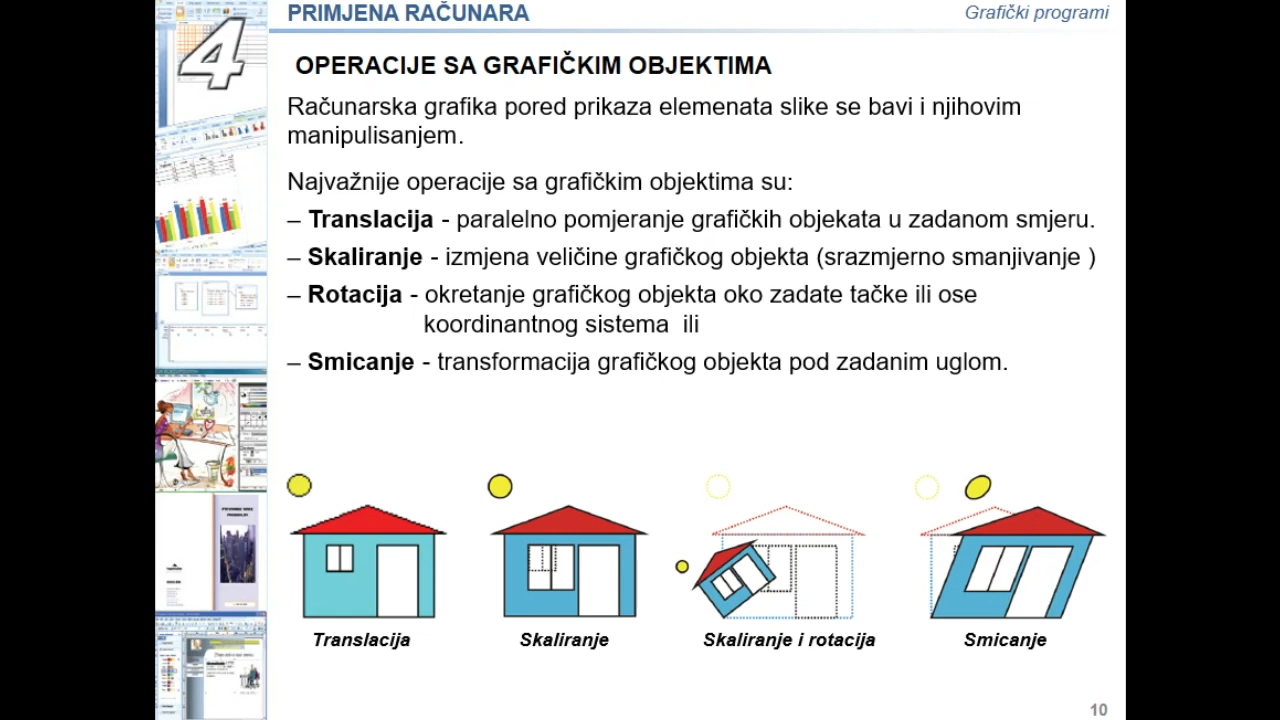 PRIMJENA RAČUNARA
Grafički programi
4
OPERACIJE SA GRAFIČKIM OBJEKTIMA
Računarska grafika pored prikaza elemenata slike se bavi i njihovim
manipulisanjem.
Najvažnije operacije sa grafičkim objektima su:
– Translacija - paralelno pomjeranje grafičkih objekata u zadanom smjeru.
– Skaliranje - izmjena veličine grafičkog objekta (srazmjerno smanjivanje )
– Rotacija - okretanje grafičkog objekta oko zadate tačke ili ose
koordinantnog sistema ili
– Smicanje - transformacija grafičkog objekta pod zadanim uglom.
Translacija
Skaliranje
Skaliranje i rotacija
Smicanje
10